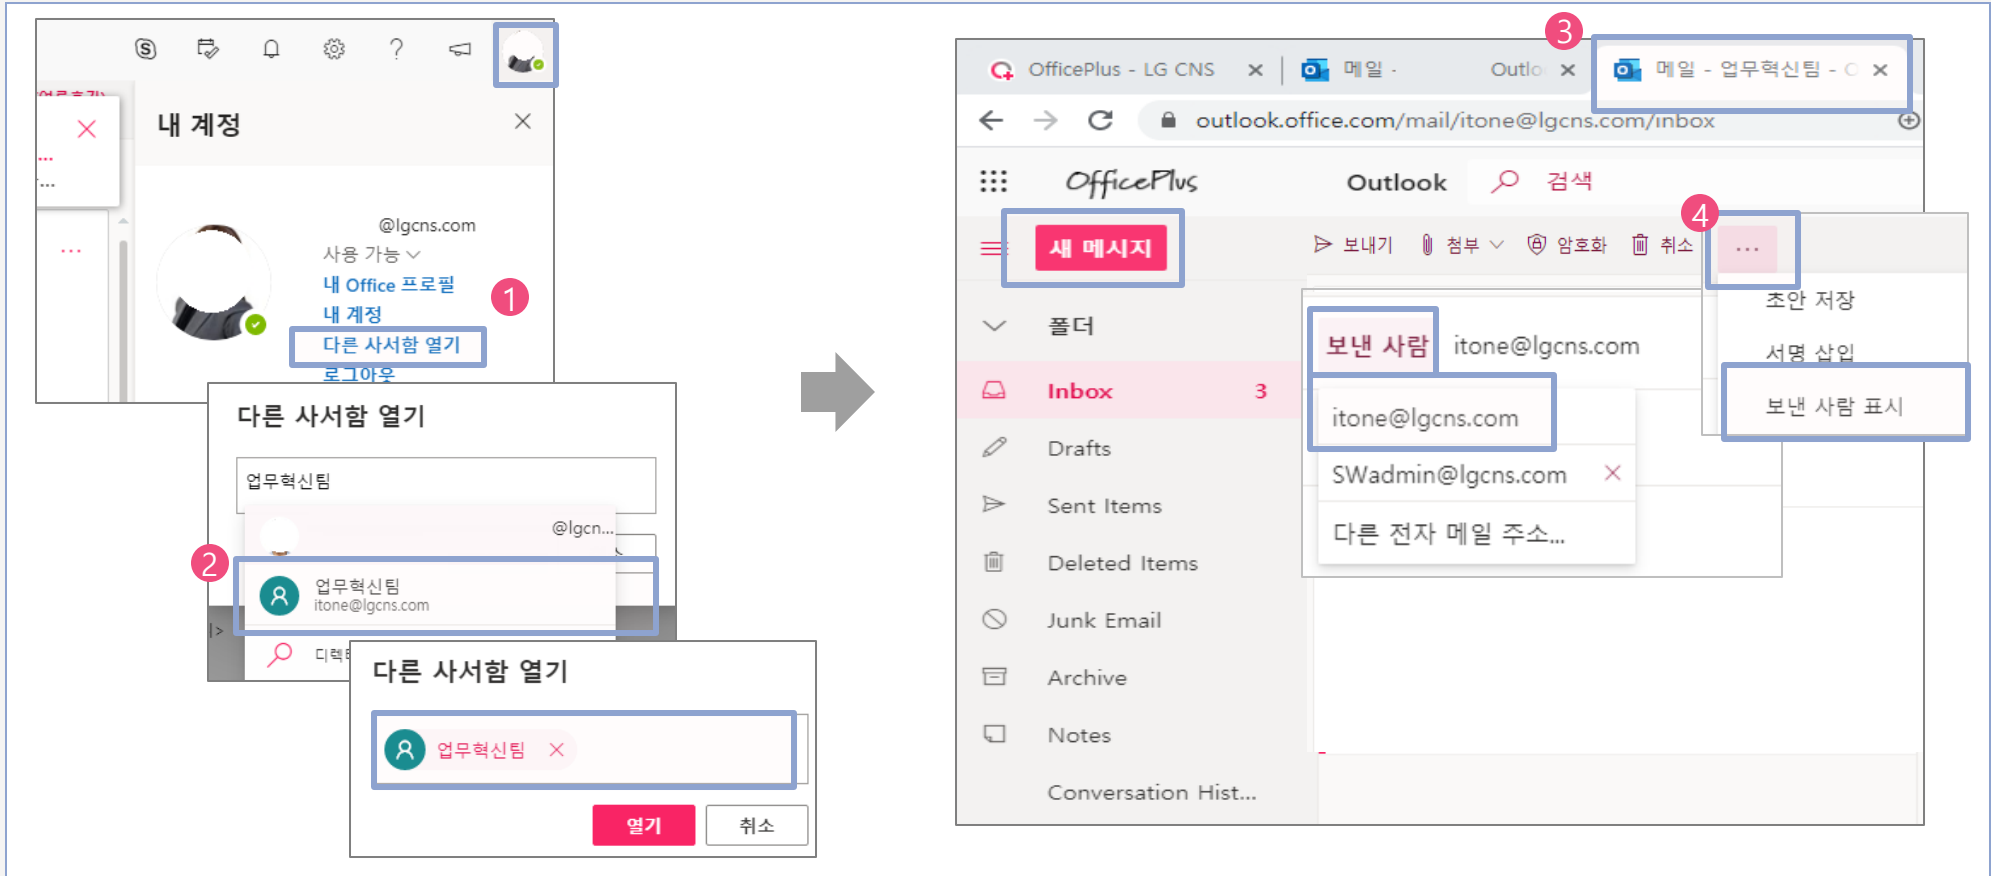 내 계정
@lgcns.com
사용 가능
내 Office 프로필
내 계정
1
다른 사서함 열기
로그아웃
다른 사서함 열기
업무혁신팀
@lgcn...
2
업무혁신팀
itone@lgcns.com
다른 사서함 열기
업무혁신팀
열기
취소
3
OfficePlus - LG CNS
메일 -
Outlo
메일 - 업무혁신팀 - O
outlook.office.com/mail/itone@lgcns.com/inbox
OfficePlus
Outlook
검색
4
새 메시지
보내기
첨부
암호화
취소
...
초안 저장
서명 삽입
보낸 사람 표시
폴더
보낸 사람
itone@lgcns.com
itone@lgcns.com
SWadmin@lgcns.com
다른 전자 메일 주소...
Inbox
3
Drafts
Sent Items
Deleted Items
Junk Email
Archive
Notes
Conversation Hist...